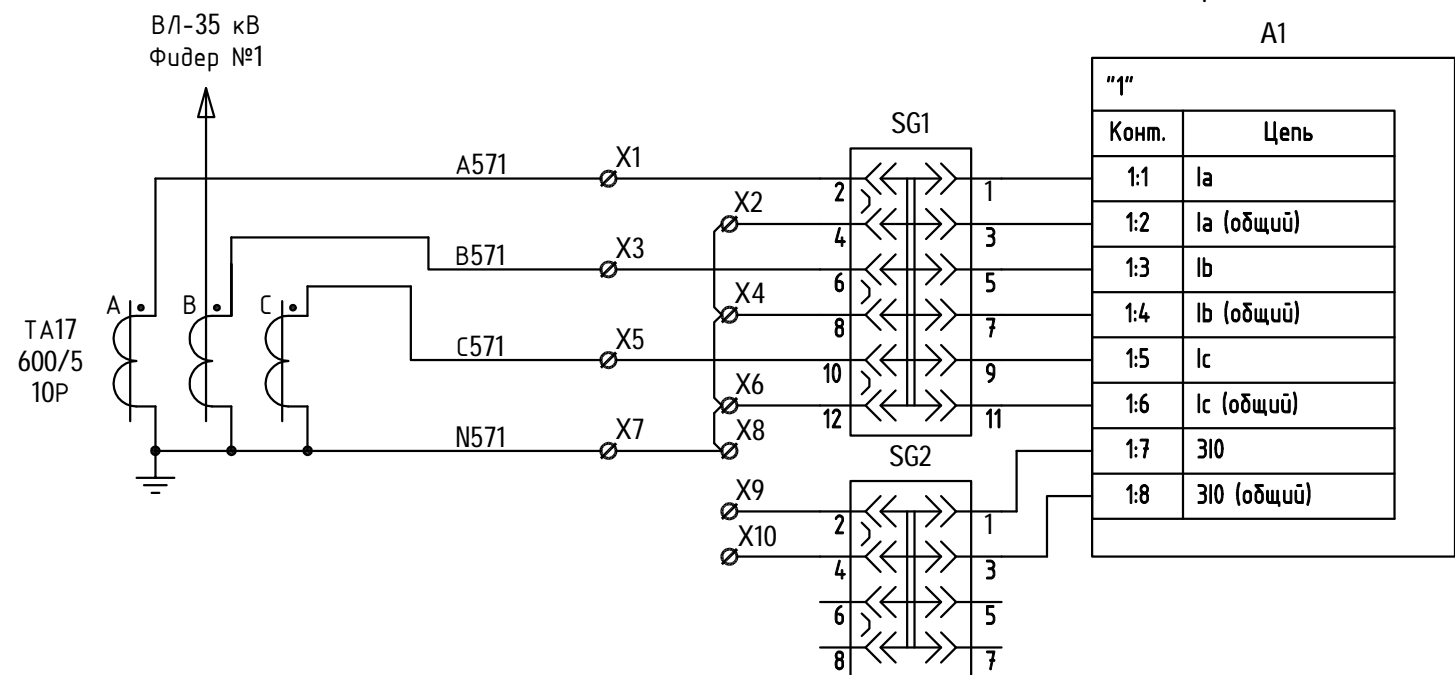 ВЛ-35 кВ
Фидер №1
A1
"1"
Конт.
Цепь
SG1
A571
X1
2
1
1:1
Ia
X2
4
3
1:2
Ia (общий)
B571
X3
6
5
1:3
Ib
X4
8
7
1:4
Ib (общий)
A
B
C
ТА17
600/5
10Р
C571
X5
10
9
1:5
Ic
X6
12
11
1:6
Ic (общий)
N571
X7
X8
1:7
3I0
SG2
1:8
3I0 (общий)
X9
2
1
X10
4
3
6
5
8
7